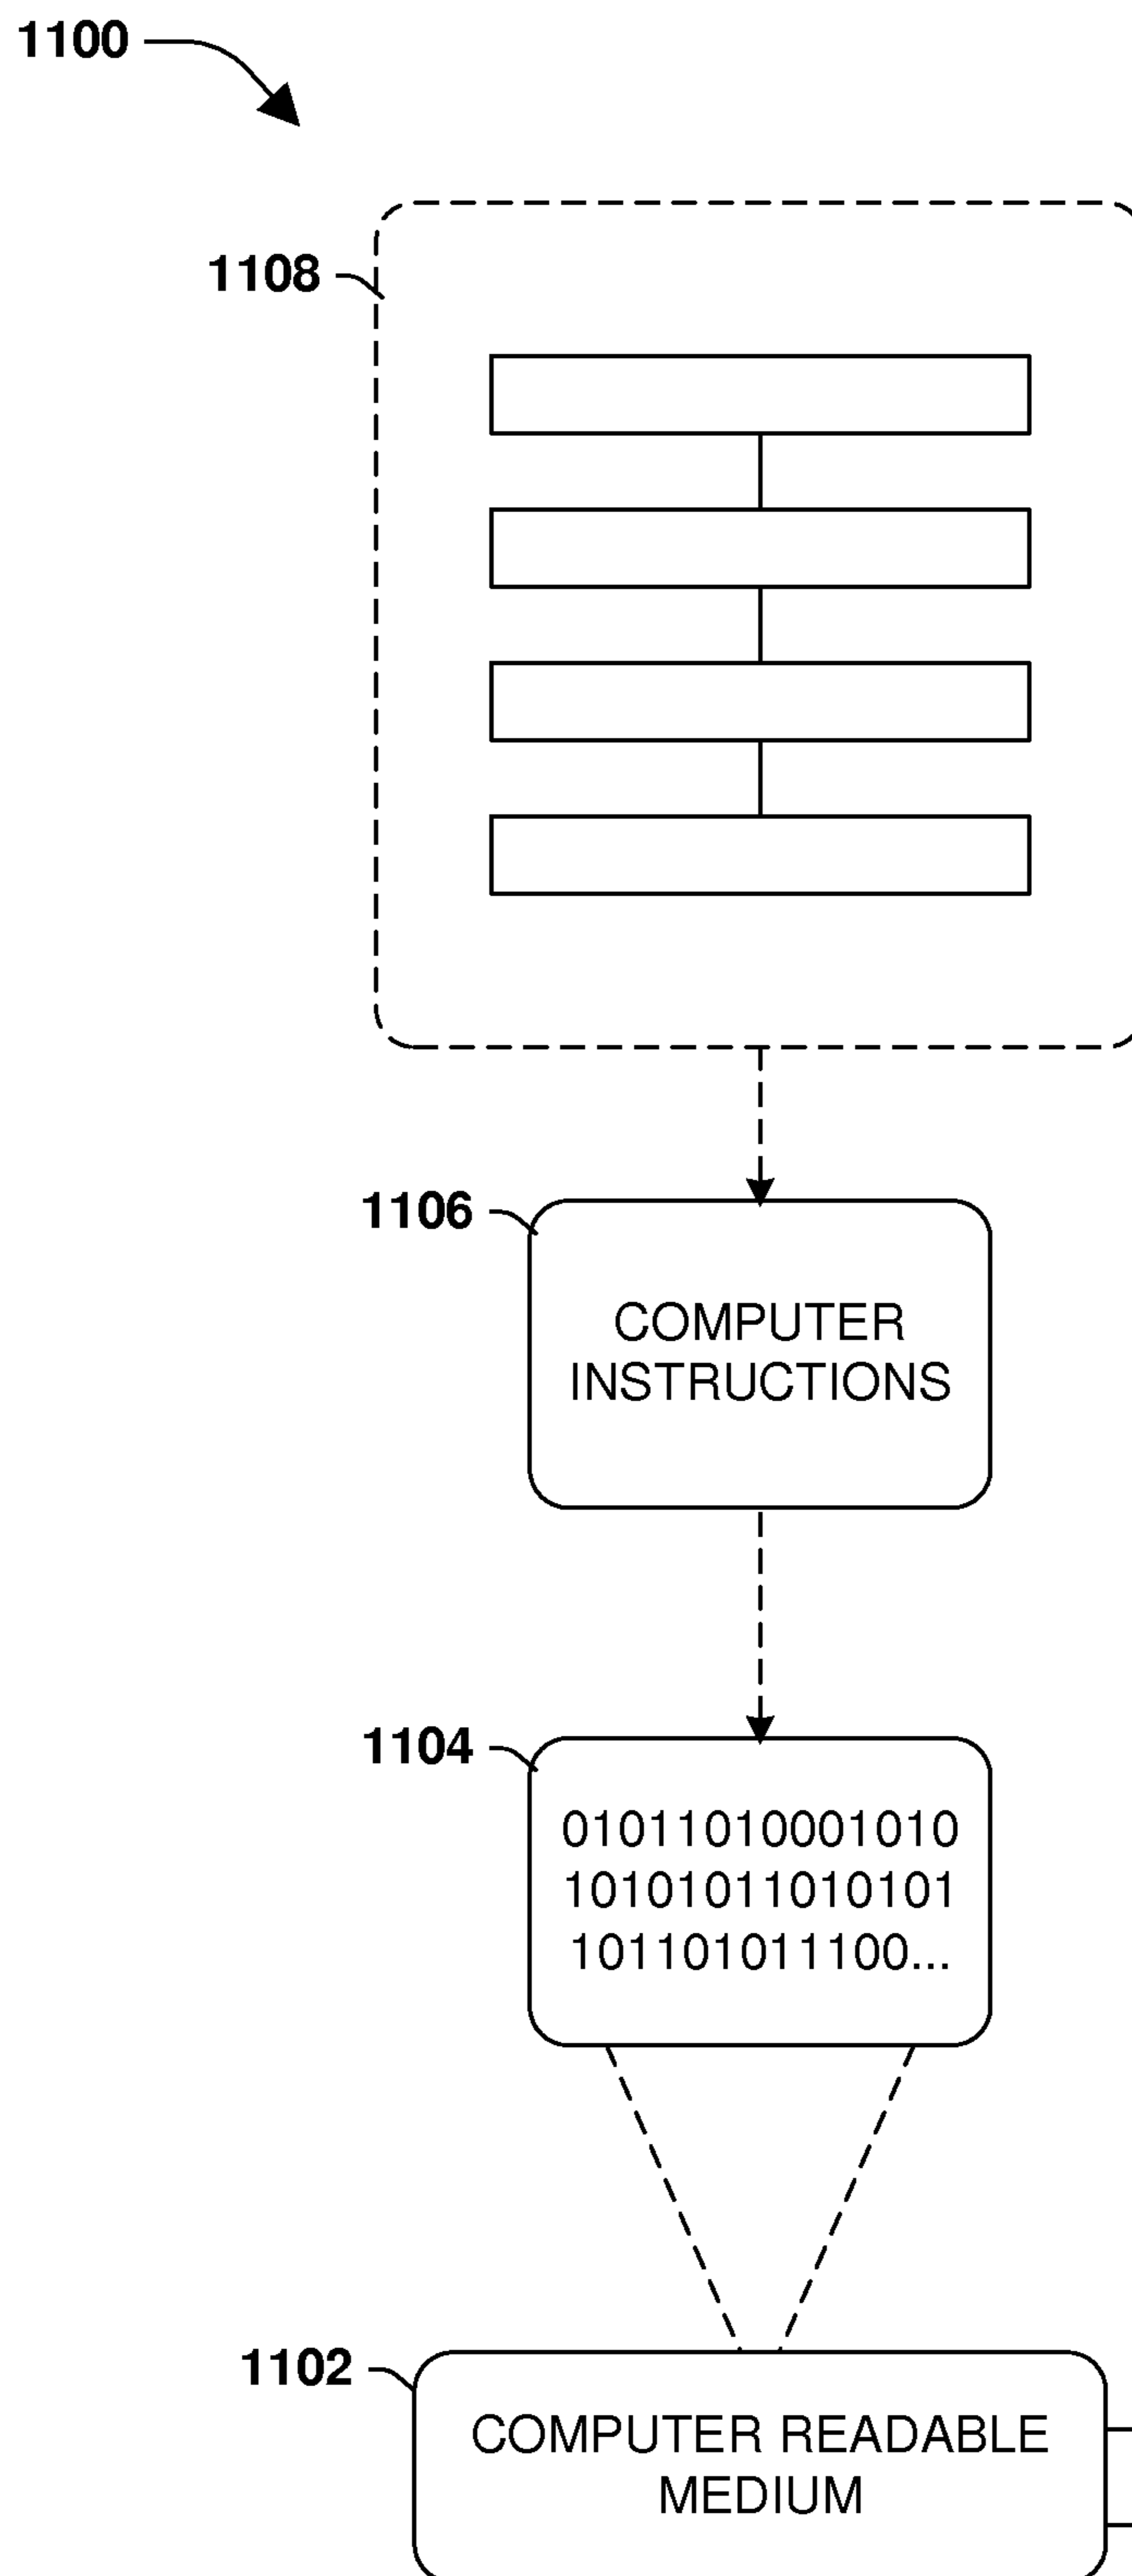 1100
1108
1106
COMPUTER
INSTRUCTIONS
1104
01011010001010
10101011010101
101101011100...
1102
COMPUTER READABLE
MEDIUM